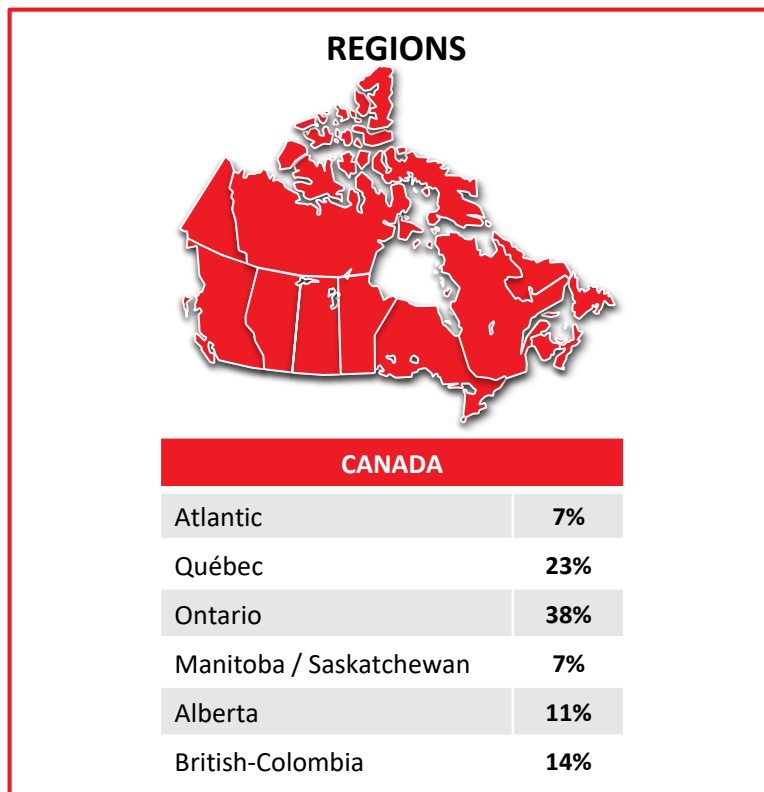 REGIONS
CANADA
Atlantic 7%
Québec 23%
Ontario 38%
Manitoba / Saskatchewan 7%
Alberta 11%
British-Colombia 14%